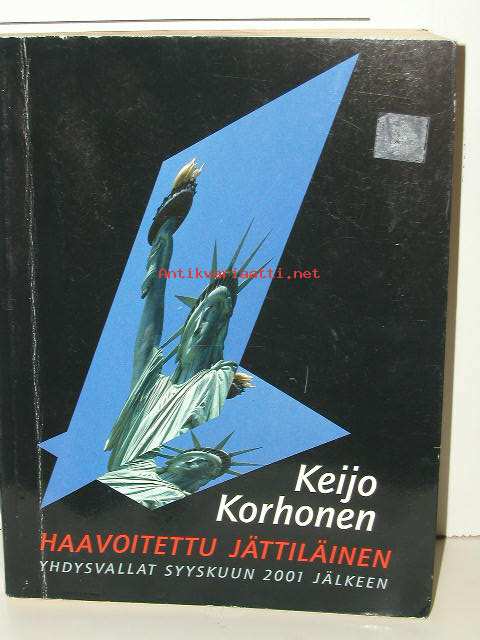 Antikvariaatti.net
Keijo
Korhonen
HAAVOITETTU JÄTTILÄINEN
YHDYSVALLAT SYYSKUUN 2001 JÄLKEEN